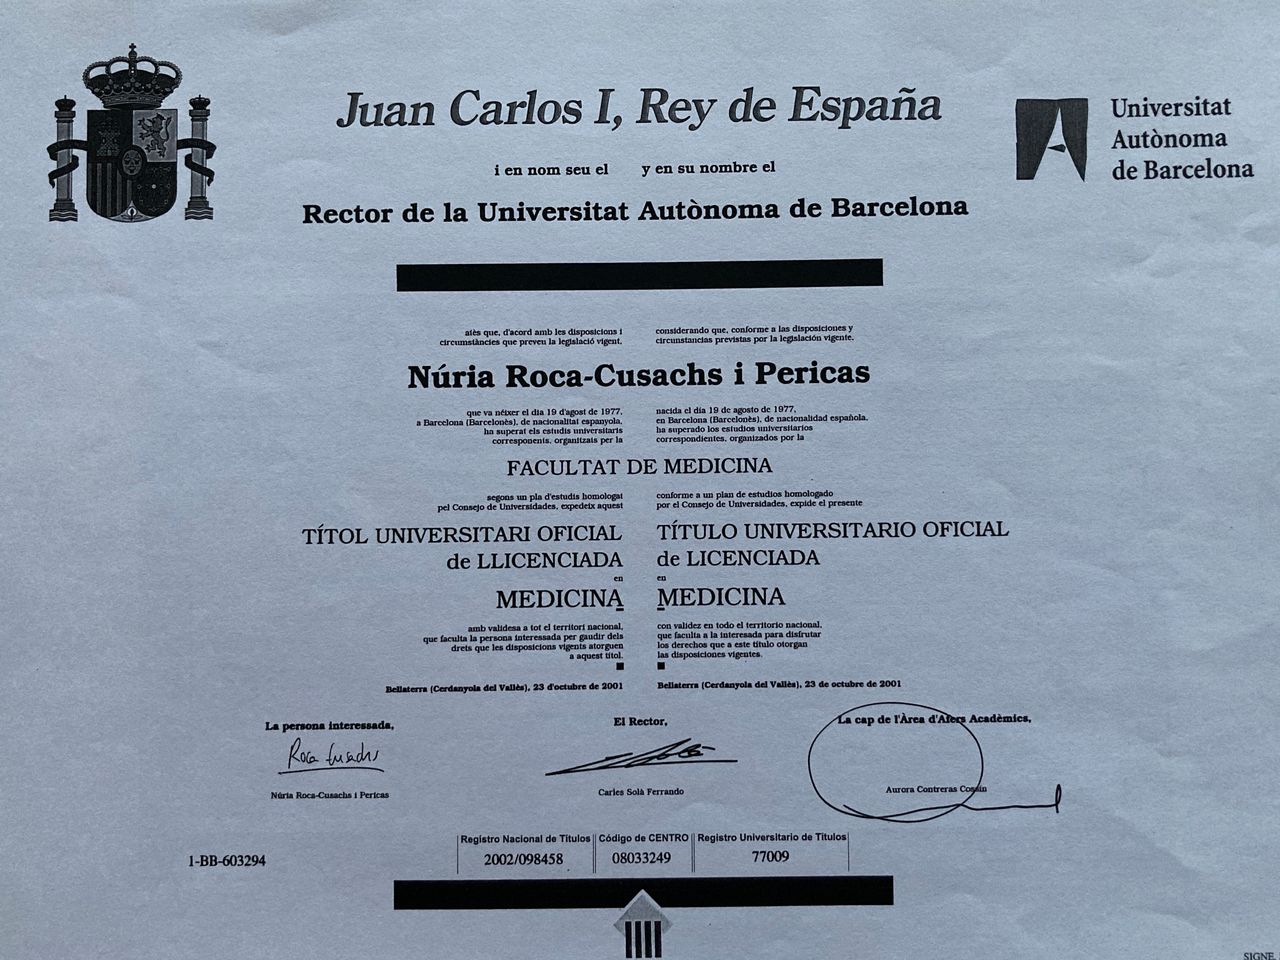 Juan Carlos I, Rey de España
Universitat
Autònoma
de Barcelona
i en nom seu el
y en su nombre el
Rector de la Universitat Autònoma de Barcelona
atès que, d'acord amb les disposicions i
circumstàncies que preveu la legislació vigent,
considerando que, conforme a las disposiciones y
circunstancias previstas por la legislación vigente,
Núria Roca-Cusachs i Pericas
que va néixer el dia 19 d'agost de 1977,
a Barcelona (Barcelonès), de nacionalitat espanyola,
ha superat els estudis universitaris
corresponents, organitzats per la
nacida el día 19 de agosto de 1977,
en Barcelona (Barcelonès), de nacionalidad española,
ha superado los estudios universitarios
correspondientes, organizados por la
FACULTAT DE MEDICINA
segons un pla d'estudis homologat
pel Consejo de Universidades, expedeix aquest
conforme a un plan de estudios homologado
por el Consejo de Universidades, expide el presente
TÍTOL UNIVERSITARI OFICIAL
de LLICENCIADA
en
MEDICINA
TÍTULO UNIVERSITARIO OFICIAL
de LICENCIADA
en
MEDICINA
amb validesa a tot el territori nacional,
que faculta la persona interessada per gaudir dels
drets que les disposicions vigents atorguen
a aquest títol.
con validez en todo el territorio nacional,
que faculta a la interesada para disfrutar
los derechos que a este título otorgan
las disposiciones vigentes.
Bellaterra (Cerdanyola del Vallès), 23 d'octubre de 2001
Bellaterra (Cerdanyola del Vallès), 23 de octubre de 2001
La persona interessada,
Roca Cusachs
Núria Roca-Cusachs i Pericas
El Rector,
Carles Solà Ferrando
La cap de l'Àrea d'Afers Acadèmics,
Aurora Contreras
1-BB-603294
Registro Nacional de Títulos
2002/098458
Código de CENTRO
08033249
Registro Universitario de Títulos
77009
SIGNE,